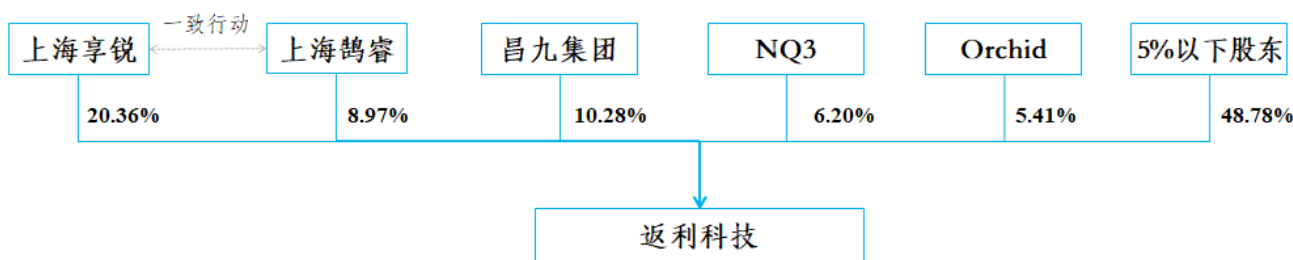 一致行动
上海享锐 上海鹄睿 昌九集团 NQ3 Orchid 5%以下股东
20.36% 8.97% 10.28% 6.20% 5.41% 48.78%
返利科技